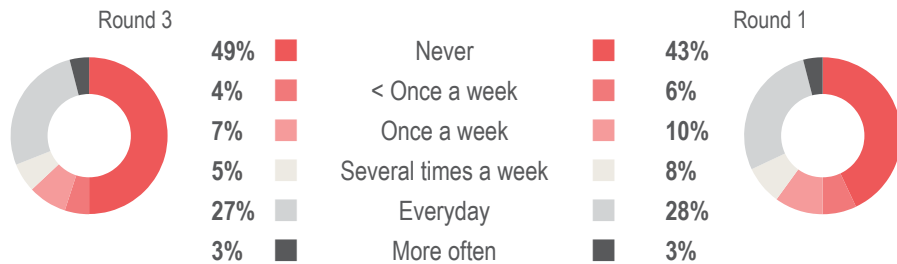 Round 3 Round 1
49% Never 43%
4% < Once a week 6%
7% Once a week 10%
5% Several times a week 8%
27% Everyday 28%
3% More often 3%